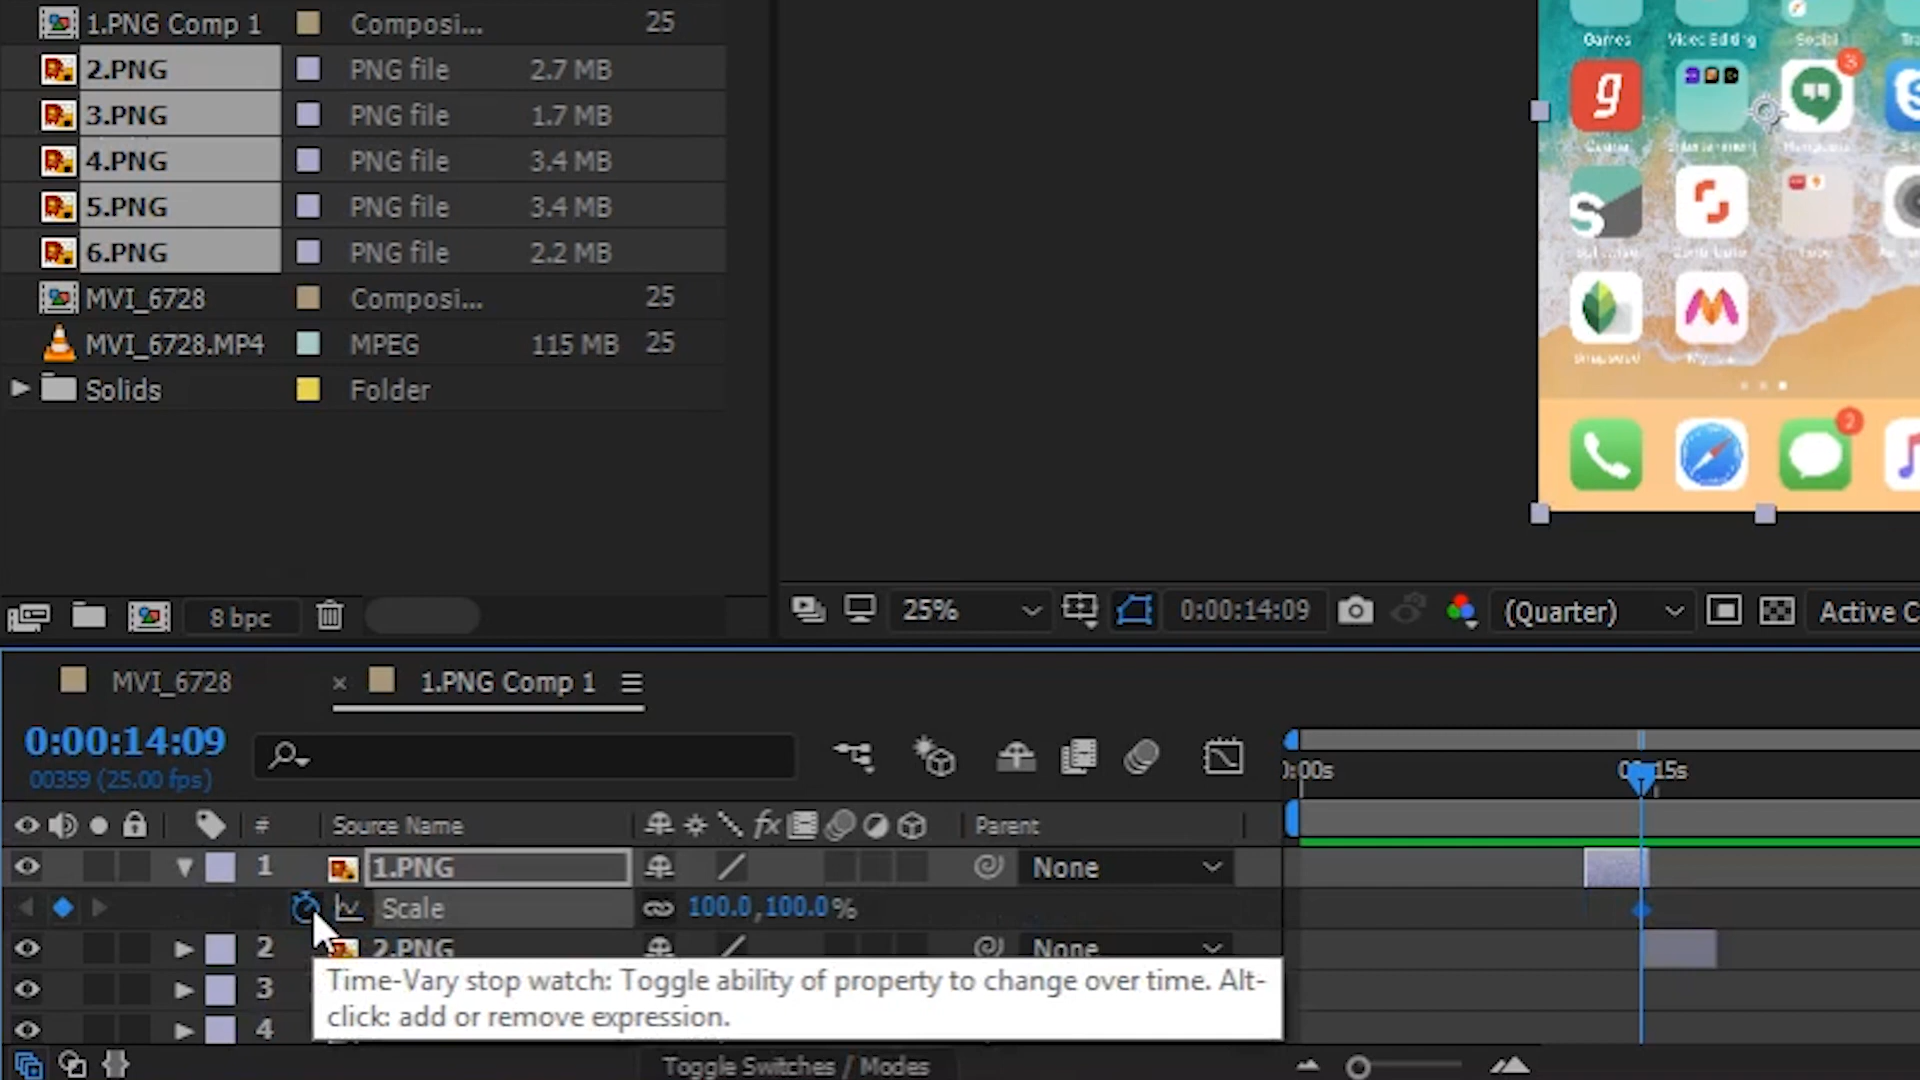 1.PNG Comp 1 Composi... 25
2.PNG PNG file 2.7 MB
3.PNG PNG file 1.7 MB
4.PNG PNG file 3.4 MB
5.PNG PNG file 3.4 MB
6.PNG PNG file 2.2 MB
MVI_6728 Composi... 25
MVI_6728.MP4 MPEG 115 MB 25
Solids Folder
Games Video Editing Social
3
Snapseed
2
8 bpc
25% 0:00:14:09 (Quarter) Active C
MVI_6728 × 1.PNG Comp 1
0:00:14:09
00359 (25.00 fps)
):00s 15s
# Source Name fx Parent
1 1.PNG None
Scale 100.0,100.0%
2 2.PNG None
3
4
Time-Vary stop watch: Toggle ability of property to change over time. Alt-
click: add or remove expression.
Toggle Switches / Modes